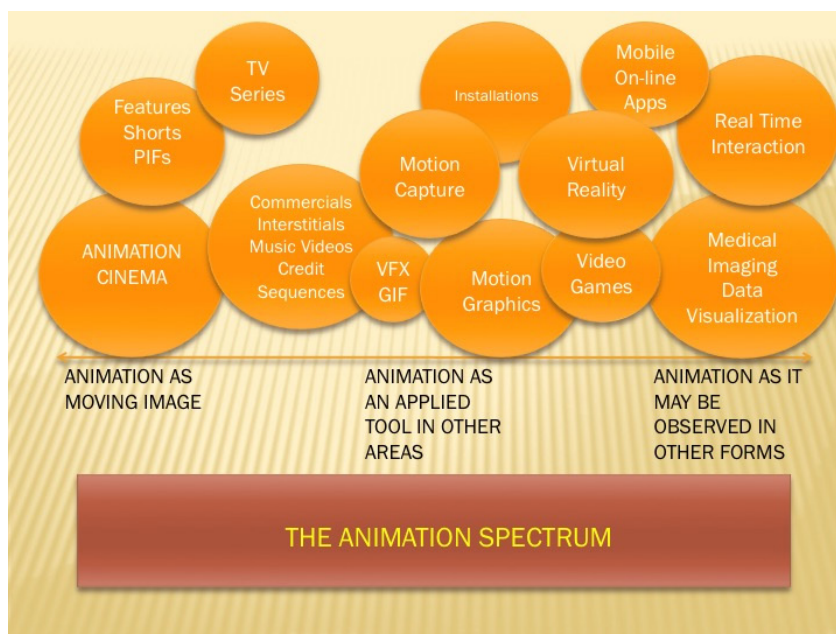 TV
Series
Features
Shorts
PIFs
Installations
Mobile
On-line
Apps
Real Time
Interaction
Motion
Capture
Virtual
Reality
ANIMATION
CINEMA
Commercials
Interstitials
Music Videos
Credit
Sequences
VFX
GIF
Motion
Graphics
Video
Games
Medical
Imaging
Data
Visualization
ANIMATION AS
MOVING IMAGE
ANIMATION AS
AN APPLIED
TOOL IN OTHER
AREAS
ANIMATION AS IT
MAY BE
OBSERVED IN
OTHER FORMS
THE ANIMATION SPECTRUM